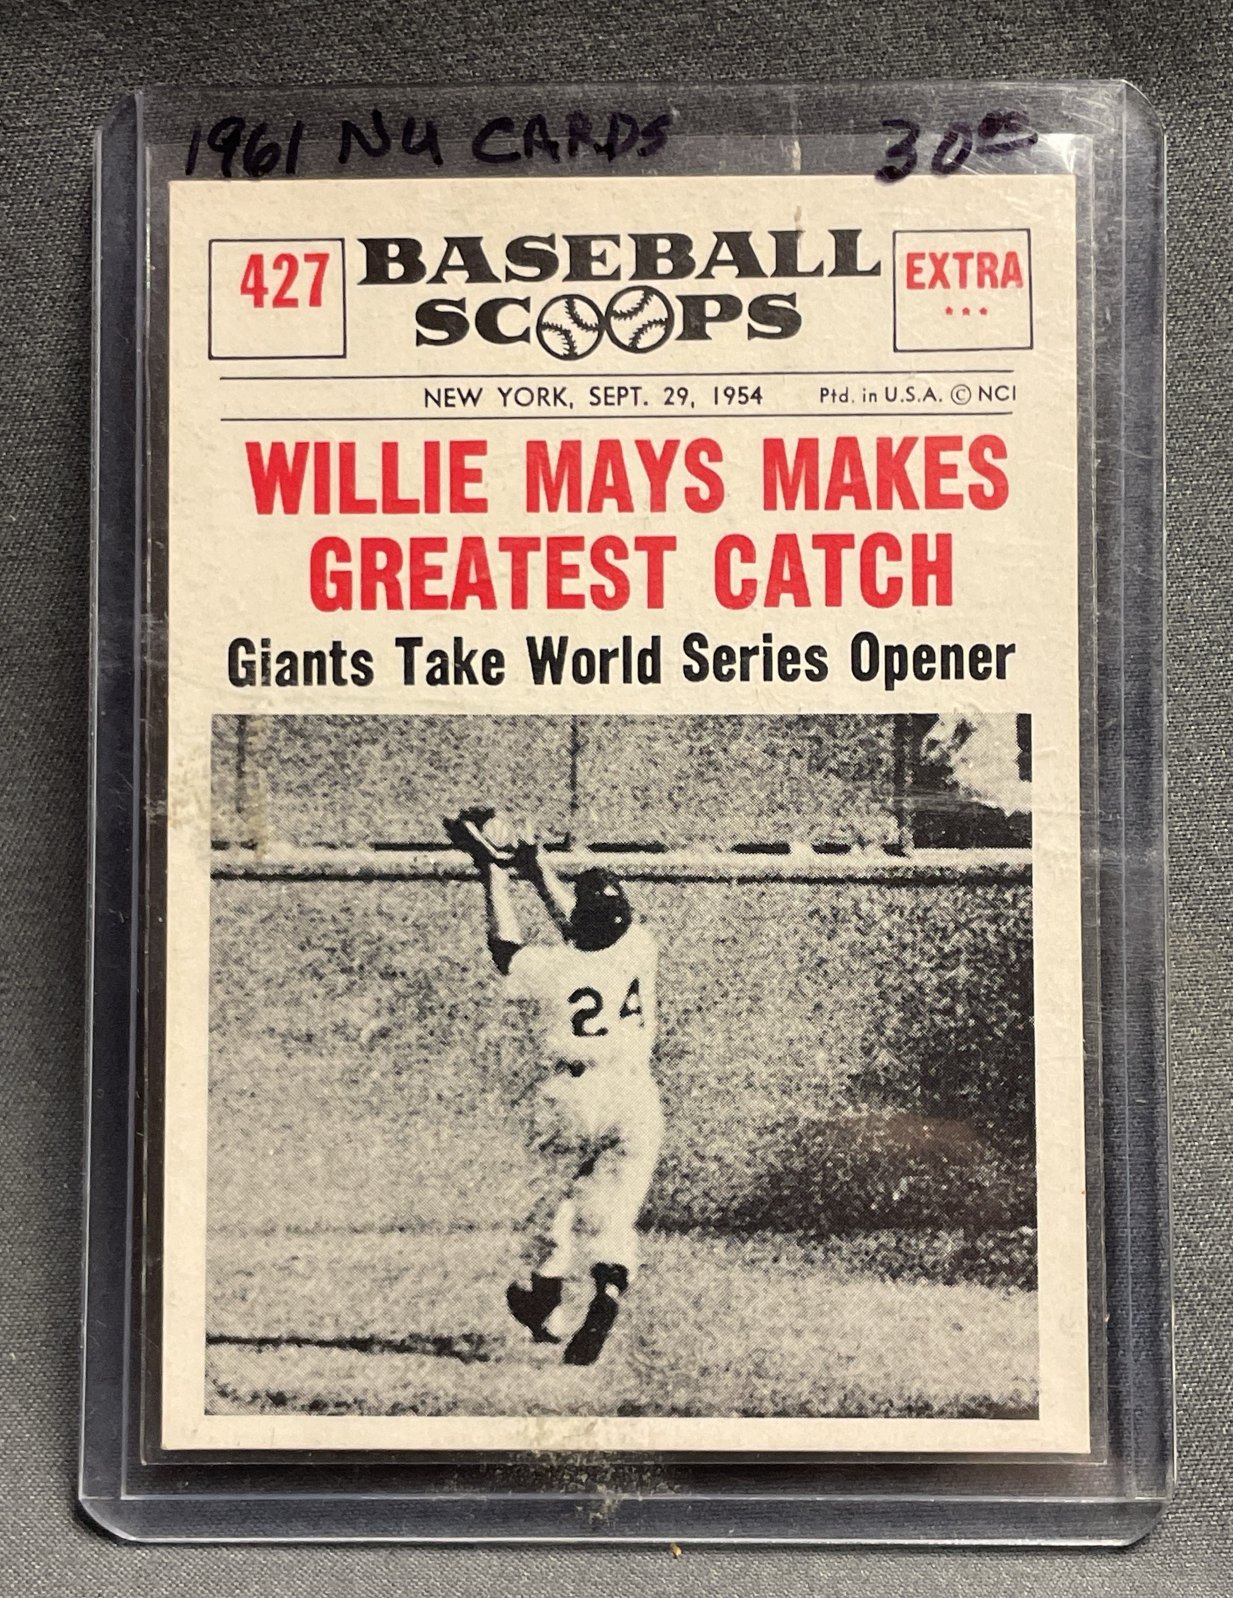 1961 NU CARDS 30⁰⁰
427 BASEBALL EXTRA
SCOOPS ...
NEW YORK, SEPT. 29, 1954 Ptd. in U.S.A. © NCI
WILLIE MAYS MAKES
GREATEST CATCH
Giants Take World Series Opener
24